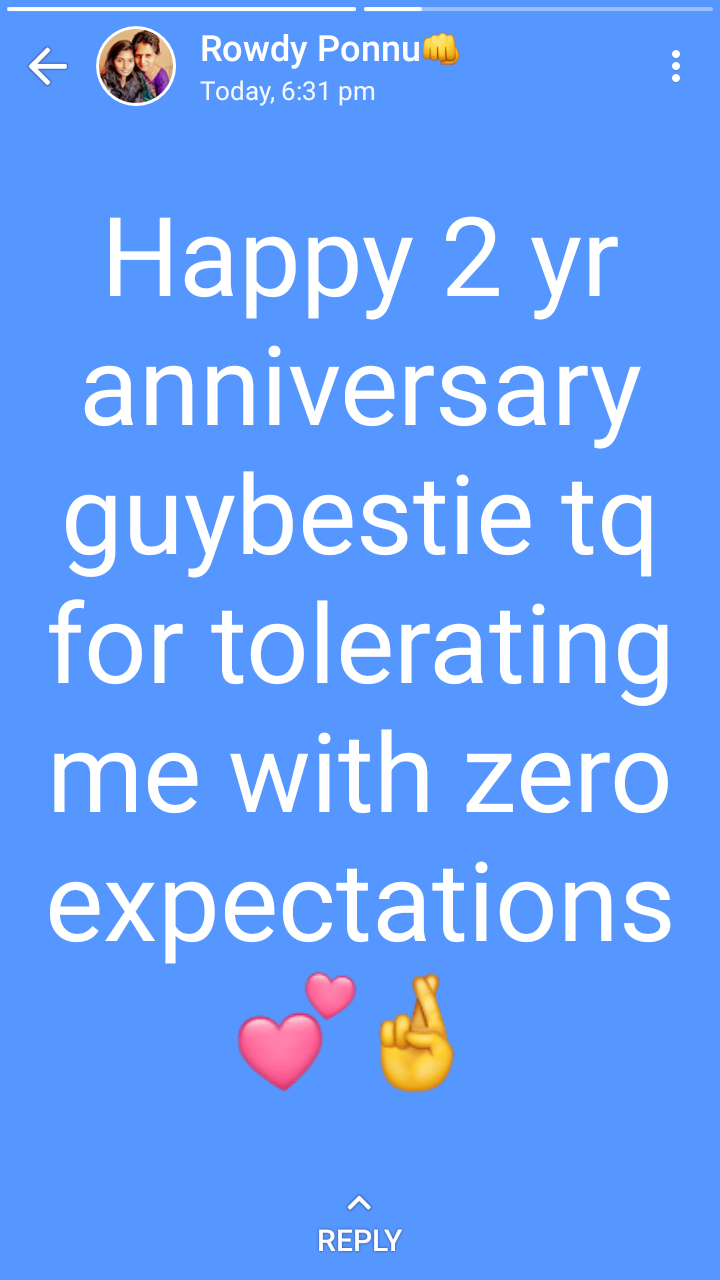 Rowdy Ponnu👊
Today, 6:31 pm
Happy 2 yr
anniversary
guybestie tq
for tolerating
me with zero
expectations
💕🤞
REPLY